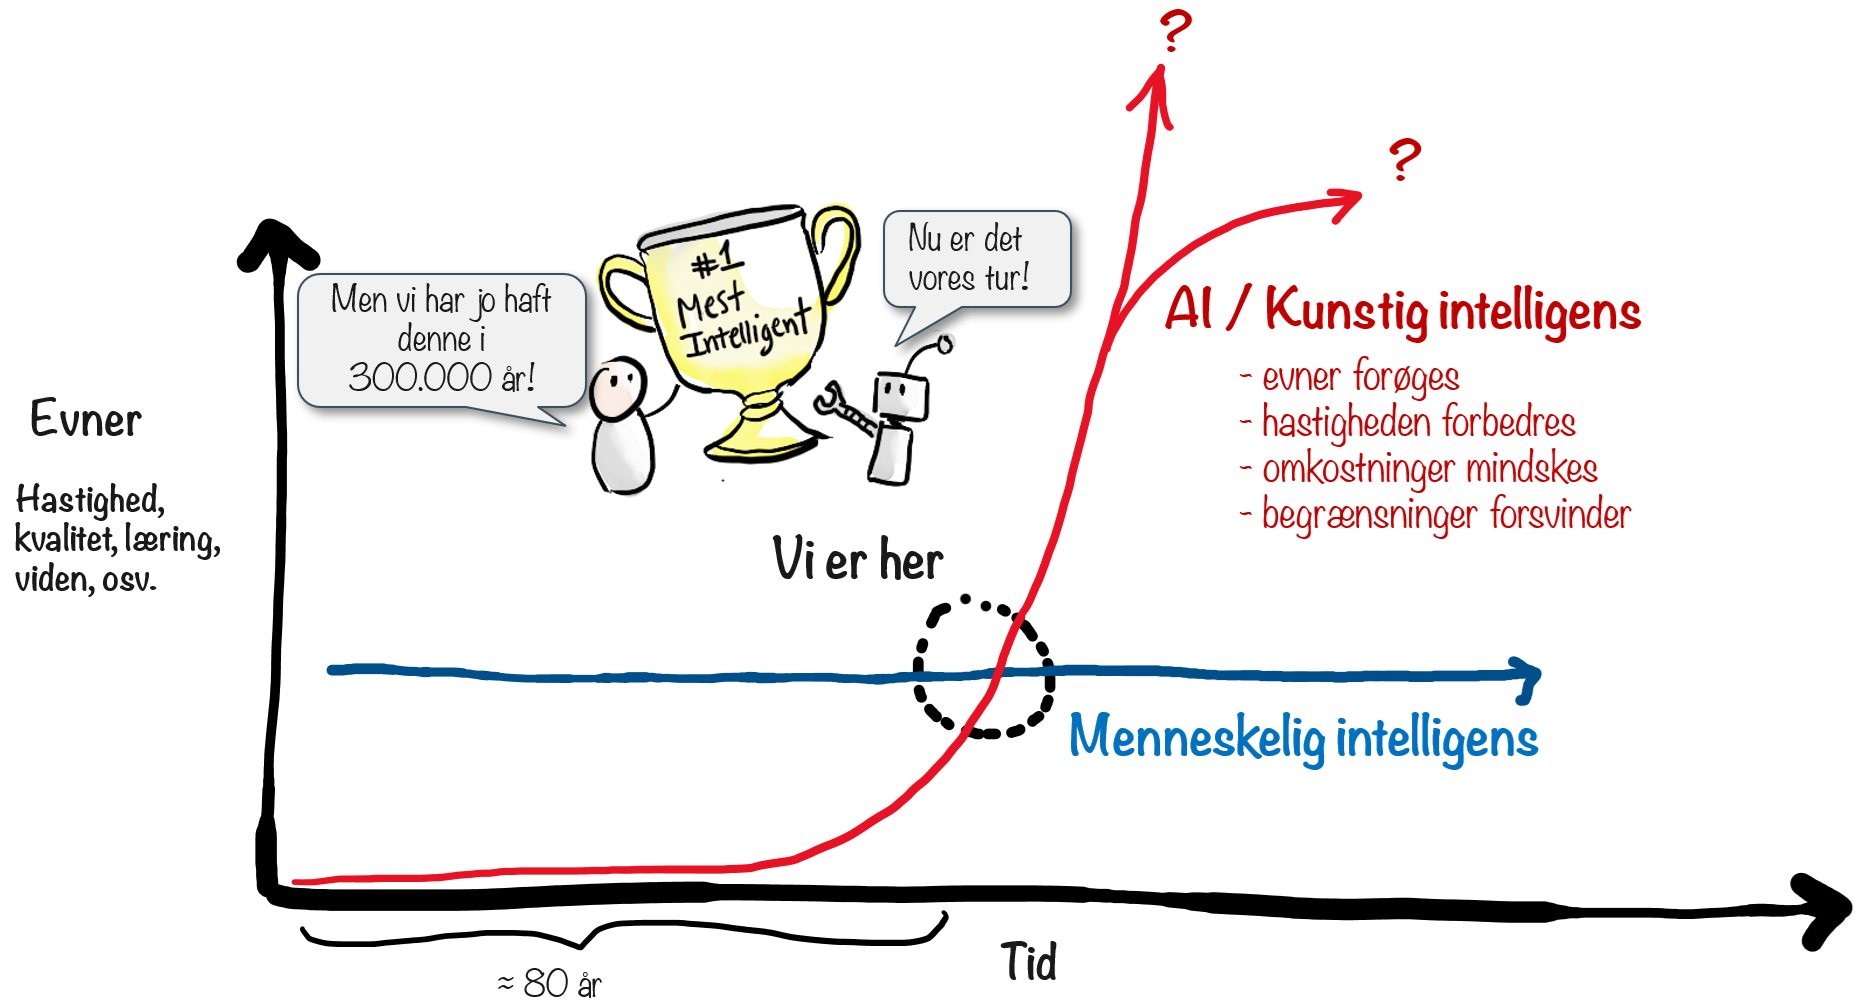 ?
?
#1
Mest
Intelligent
Nu er det
vores tur!
Men vi har jo haft
denne i
300.000 år!
AI / Kunstig intelligens
- evner forøges
- hastigheden forbedres
- omkostninger mindskes
- begrænsninger forsvinder
Evner
Hastighed,
kvalitet, læring,
viden, osv.
Vi er her
Menneskelig intelligens
Tid
≈ 80 år